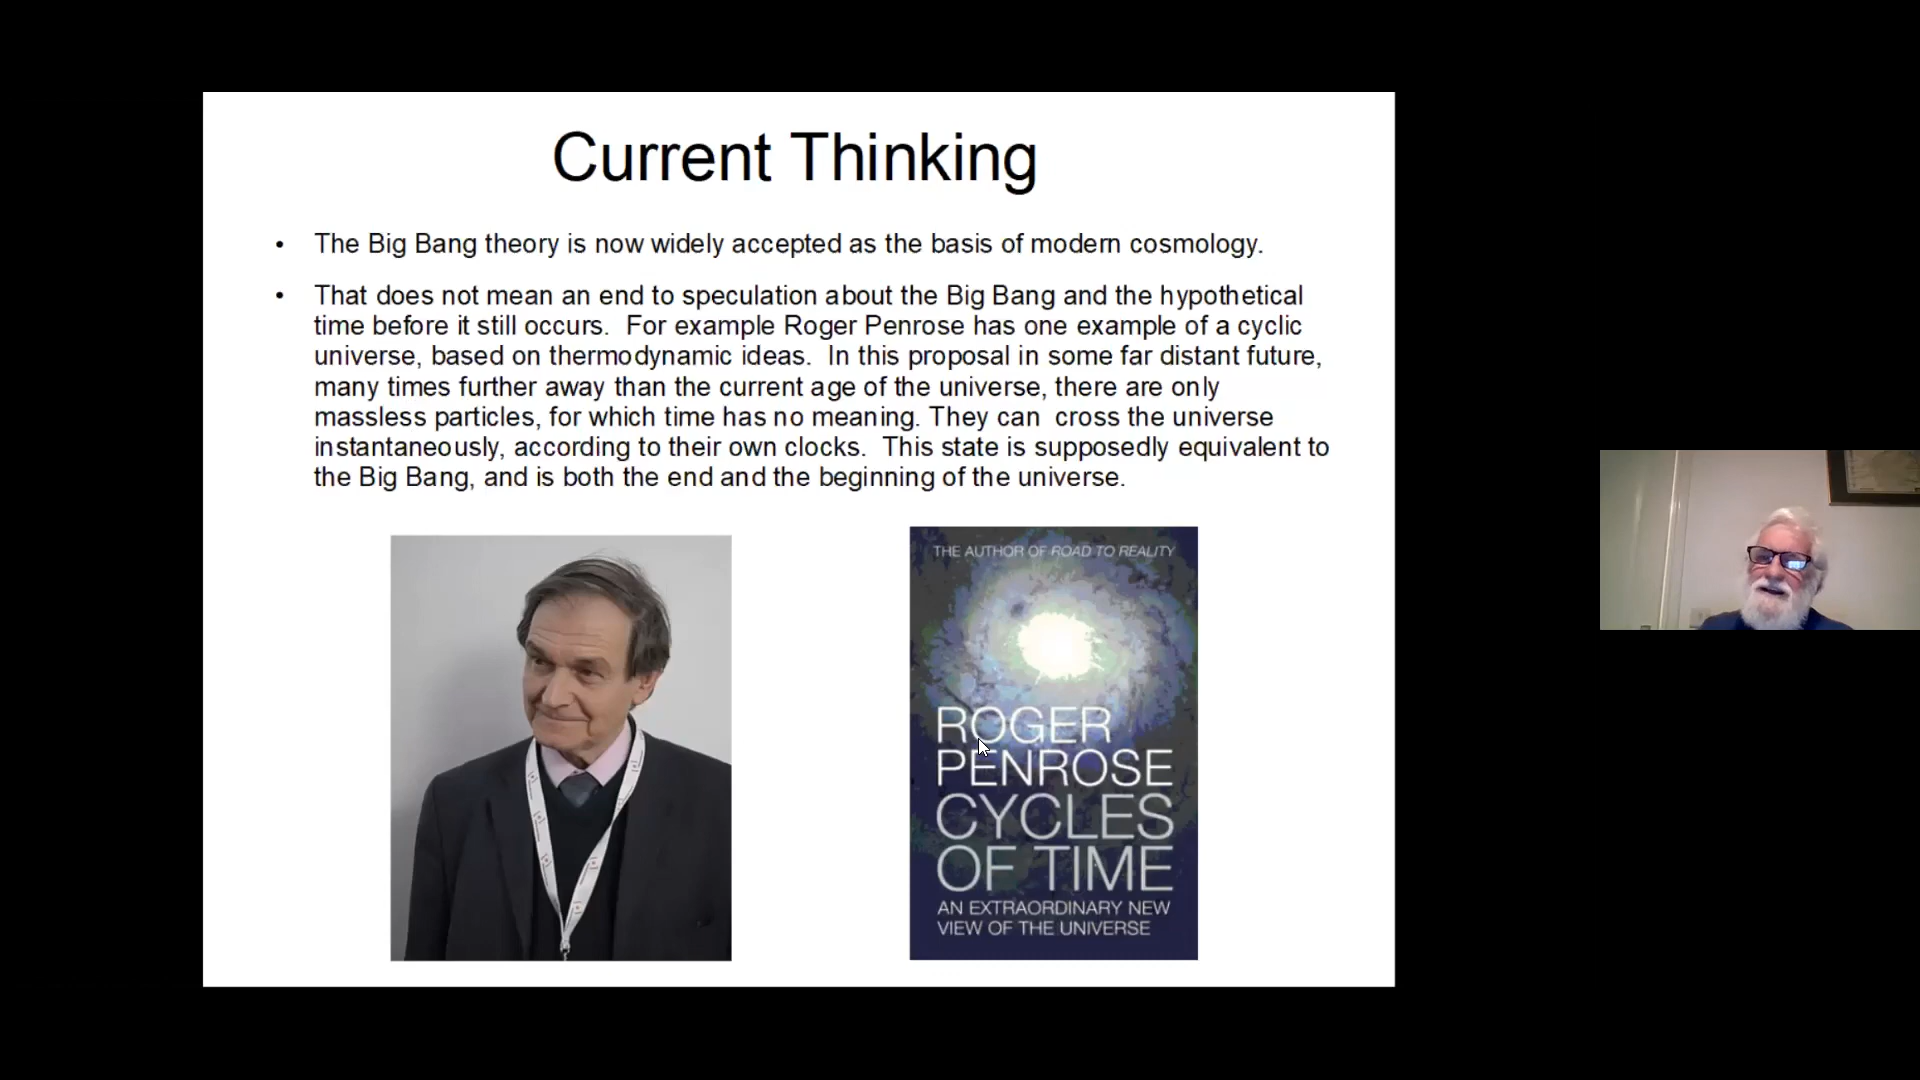 Current Thinking
• The Big Bang theory is now widely accepted as the basis of modern cosmology.
• That does not mean an end to speculation about the Big Bang and the hypothetical
time before it still occurs.  For example Roger Penrose has one example of a cyclic
universe, based on thermodynamic ideas.  In this proposal in some far distant future,
many times further away than the current age of the universe, there are only
massless particles, for which time has no meaning. They can  cross the universe
instantaneously, according to their own clocks.  This state is supposedly equivalent to
the Big Bang, and is both the end and the beginning of the universe.
THE AUTHOR OF ROAD TO REALITY
ROGER
PENROSE
CYCLES
OF TIME
AN EXTRAORDINARY NEW
VIEW OF THE UNIVERSE